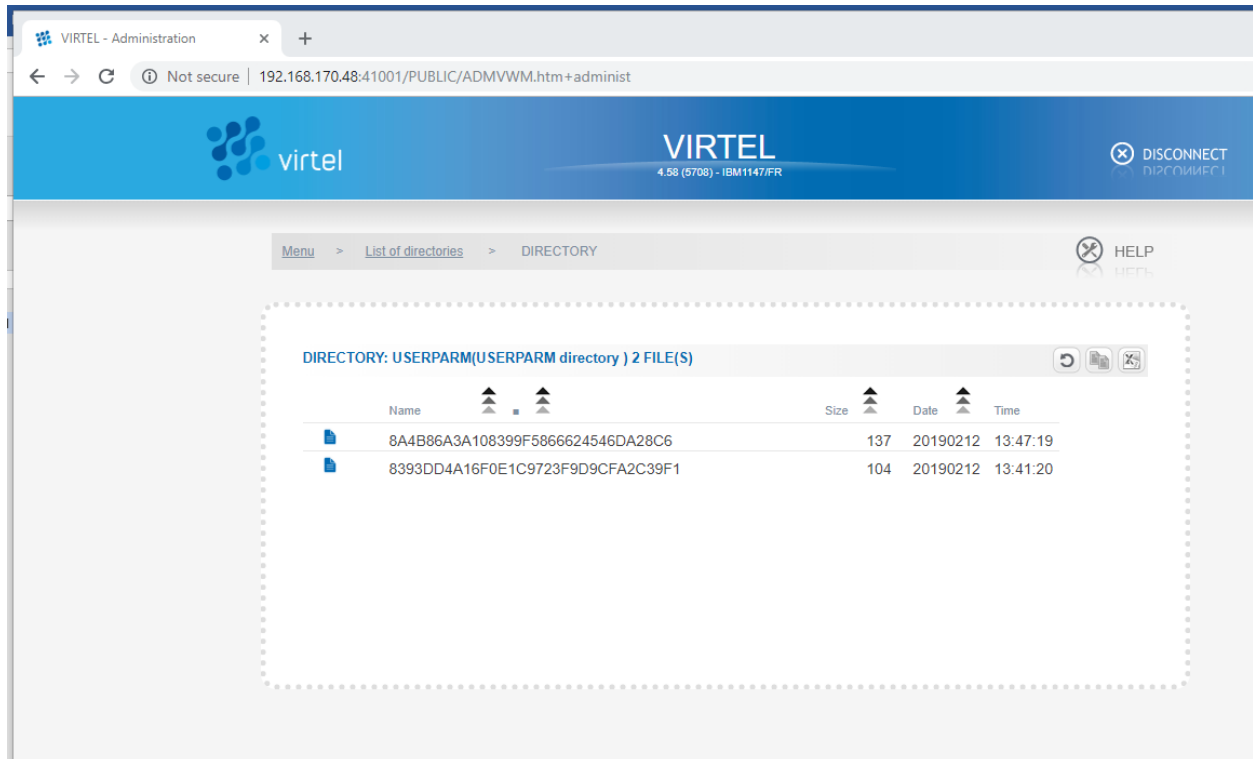 VIRTEL - Administration
Not secure | 192.168.170.48:41001/PUBLIC/ADMVWM.htm+administ
virtel
VIRTEL
4.58 (5708) - IBM1147/FR
DISCONNECT
Menu > List of directories > DIRECTORY
HELP
DIRECTORY: USERPARM(USERPARM directory ) 2 FILE(S)
Name . Size Date Time
8A4B86A3A108399F5866624546DA28C6 137 20190212 13:47:19
8393DD4A16F0E1C9723F9D9CFA2C39F1 104 20190212 13:41:20